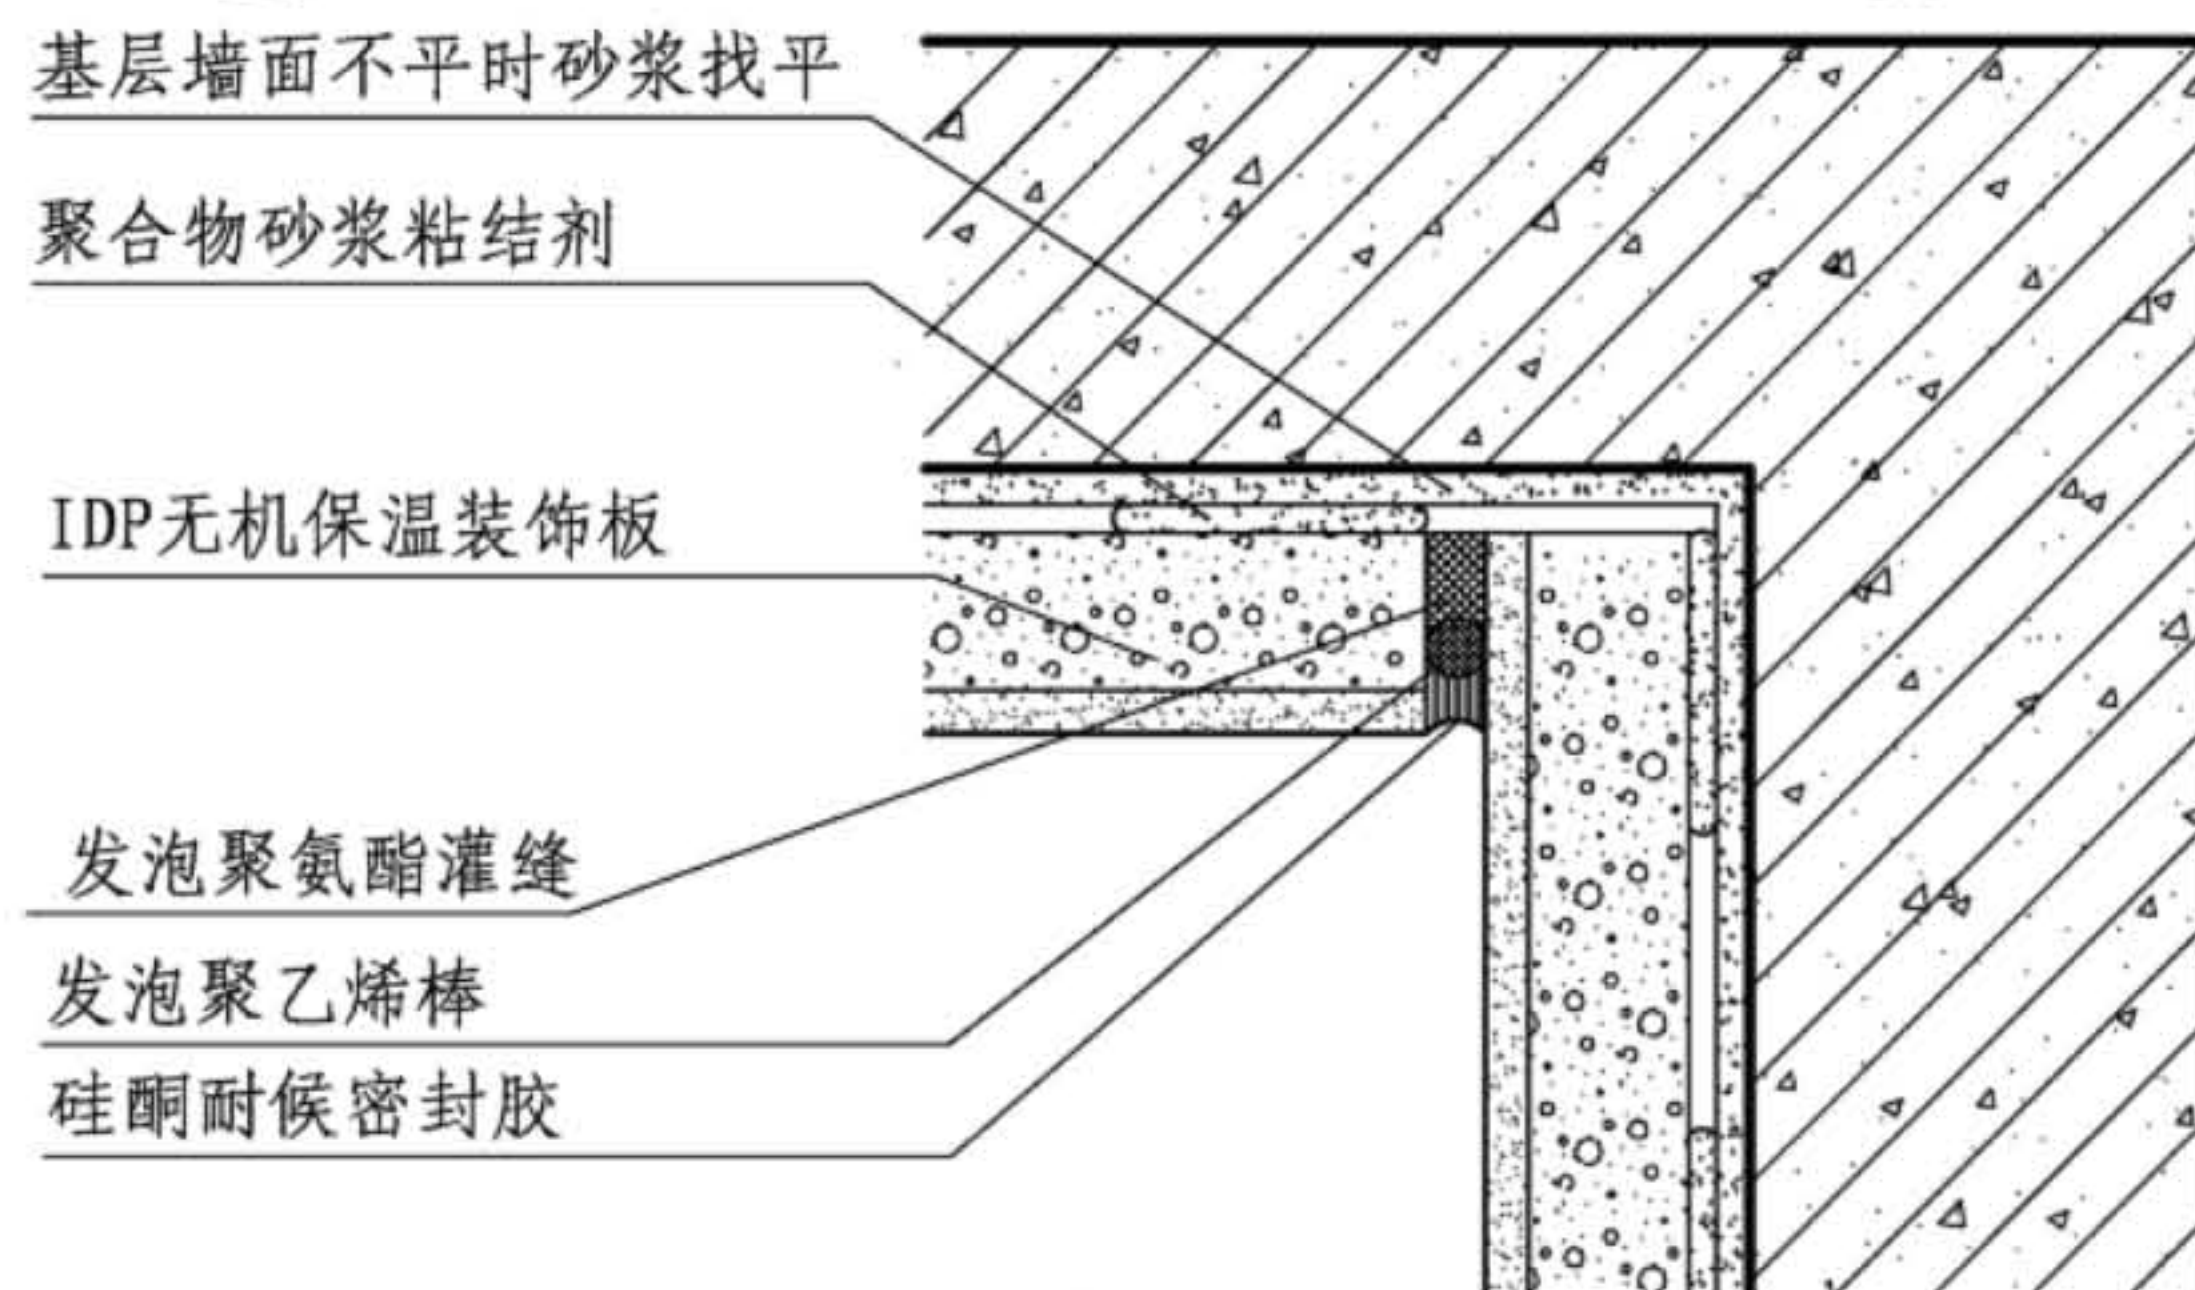 基层墙面不平时砂浆找平
聚合物砂浆粘结剂
IDP无机保温装饰板
发泡聚氨酯灌缝
发泡聚乙烯棒
硅酮耐候密封胶